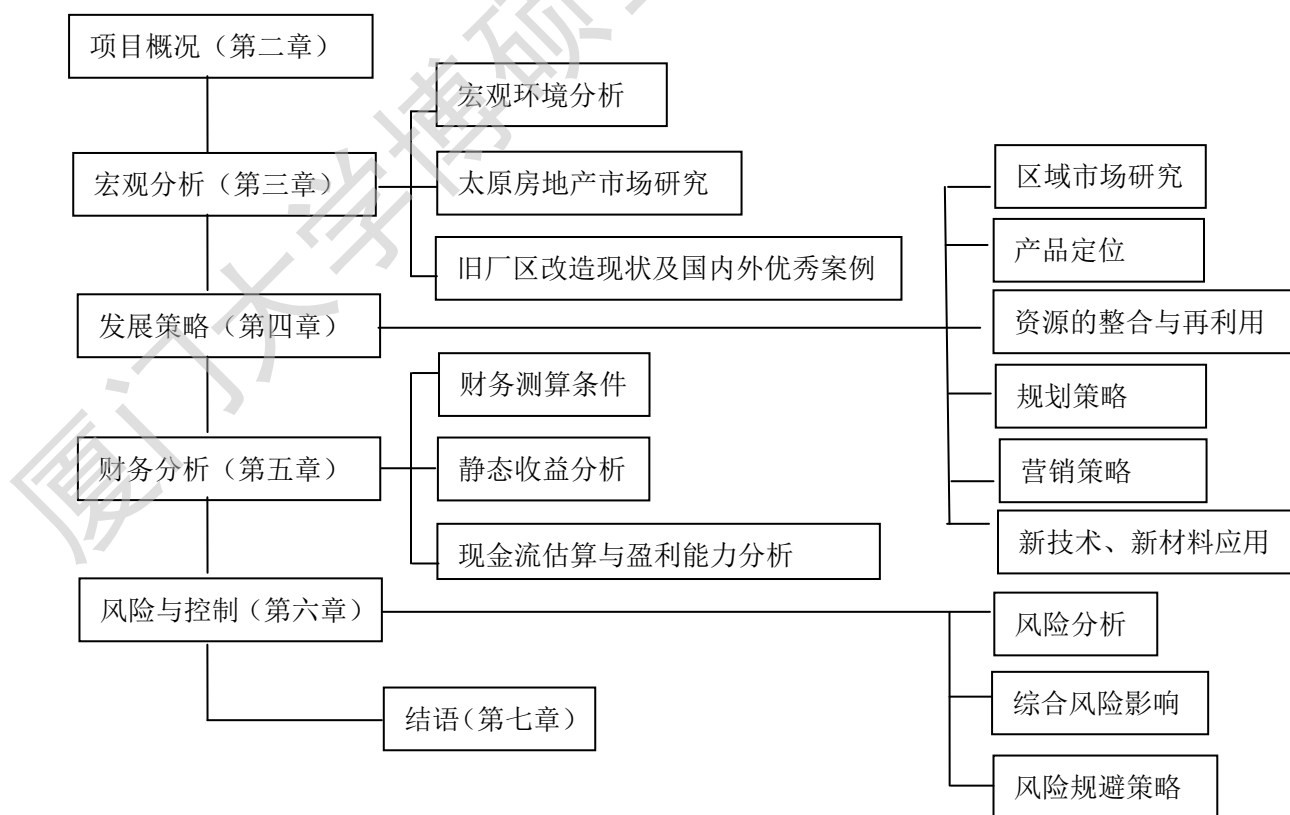 项目概况（第二章）
宏观分析（第三章）
宏观环境分析
太原房地产市场研究
旧厂区改造现状及国内外优秀案例
发展策略（第四章）
区域市场研究
产品定位
资源的整合与再利用
规划策略
营销策略
新技术、新材料应用
财务分析（第五章）
财务测算条件
静态收益分析
现金流估算与盈利能力分析
风险与控制（第六章）
风险分析
综合风险影响
风险规避策略
结语（第七章）
厦门大学博硕